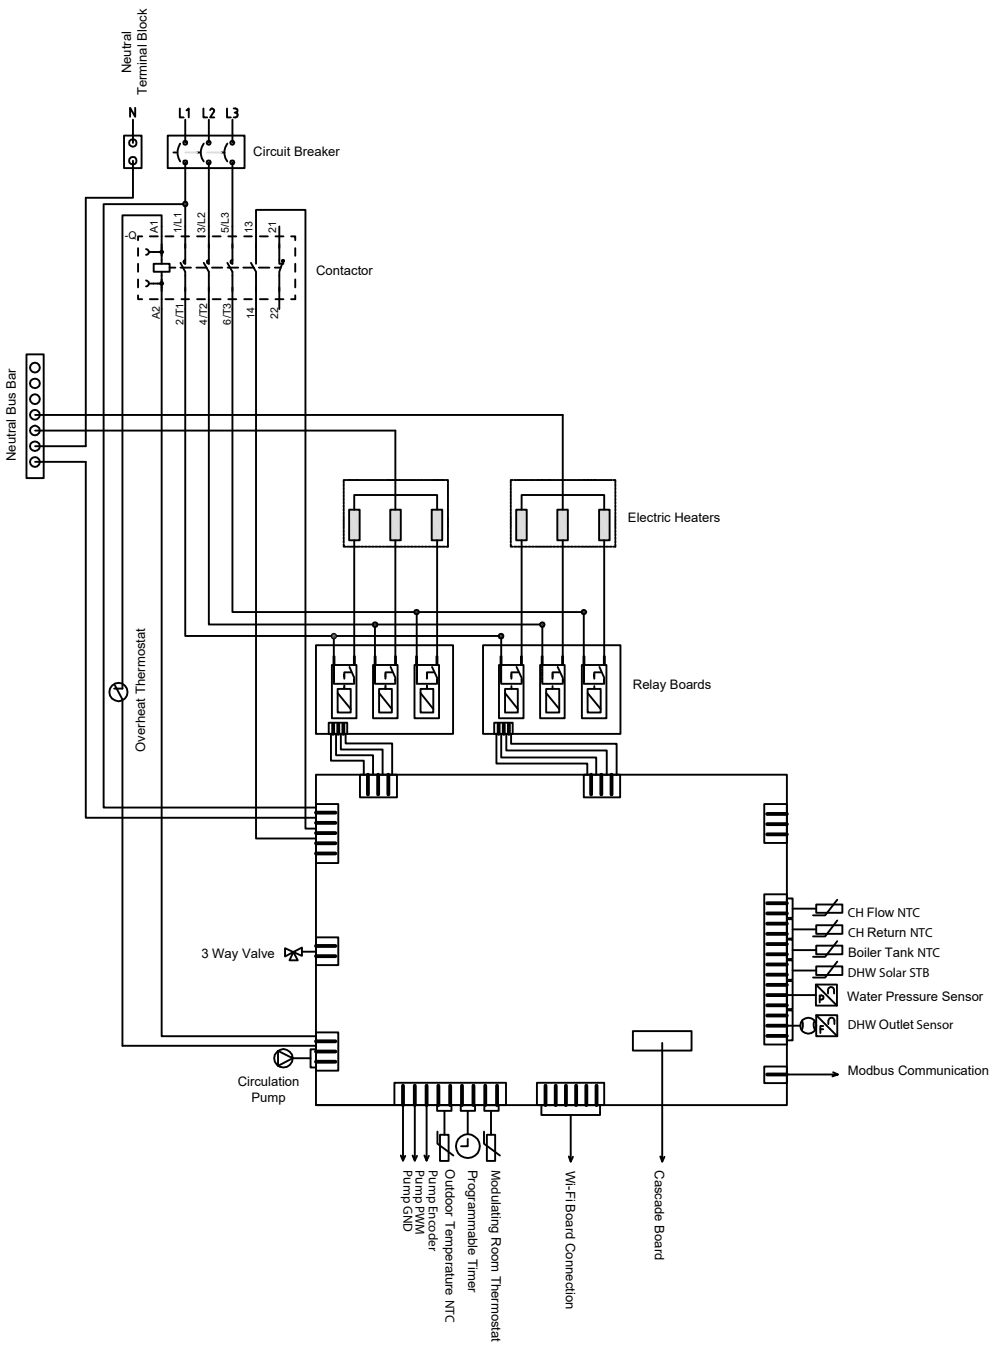 Neutral
Terminal Block
N
L1 L2 L3
Circuit Breaker
-Q
A1
1/L1
3/L2
5/L3
13
21
Contactor
A2
2/T1
4/T2
6/T3
14
22
Neutral Bus Bar
Electric Heaters
Overheat Thermostat
Relay Boards
CH Flow NTC
CH Return NTC
Boiler Tank NTC
DHW Solar STB
P
Water Pressure Sensor
F
DHW Outlet Sensor
3 Way Valve
Modbus Communication
Circulation
Pump
Pump GND
Pump PWM
Pump Encoder
Outdoor Temperature NTC
Programmable Timer
Modulating Room Thermostat
Wi-Fi Board Connection
Cascade Board